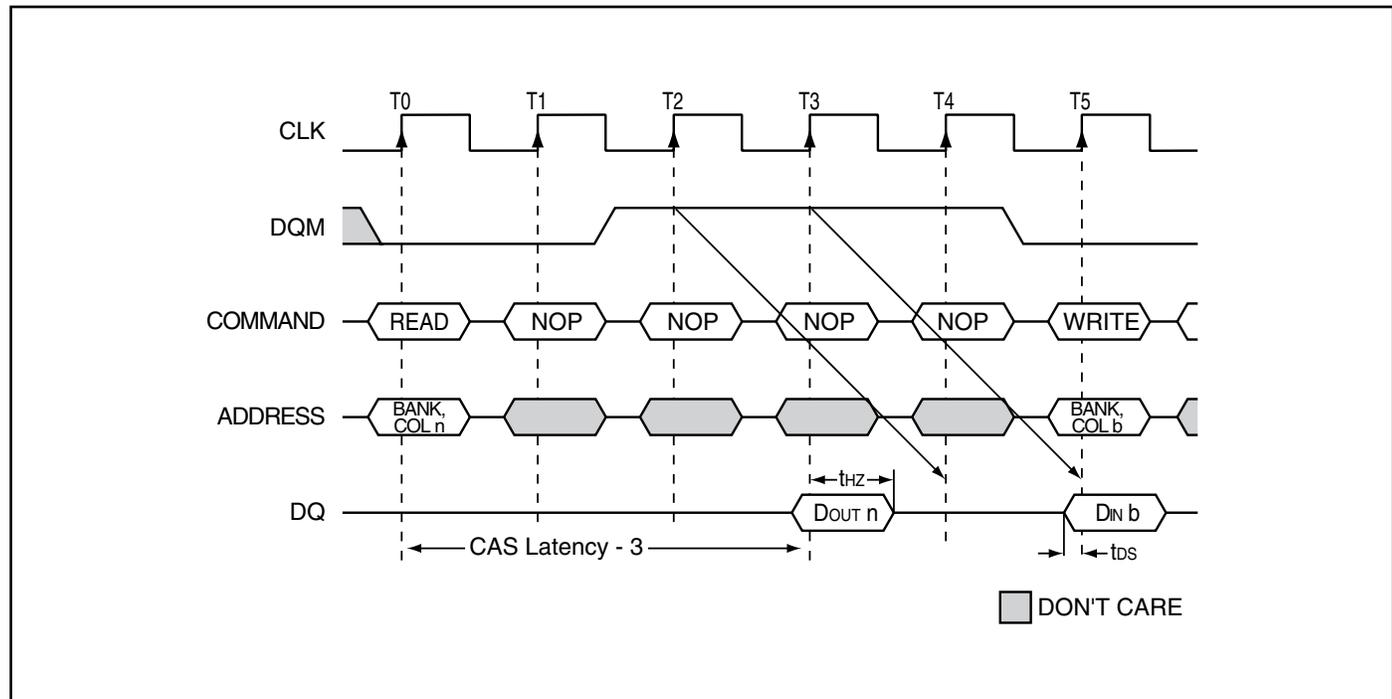 T0 T1 T2 T3 T4 T5
CLK
DQM
COMMAND READ NOP NOP NOP NOP WRITE
ADDRESS BANK, COL n BANK, COL b
tHZ
DQ DOUT n DIN b
CAS Latency - 3 tDS
DON'T CARE